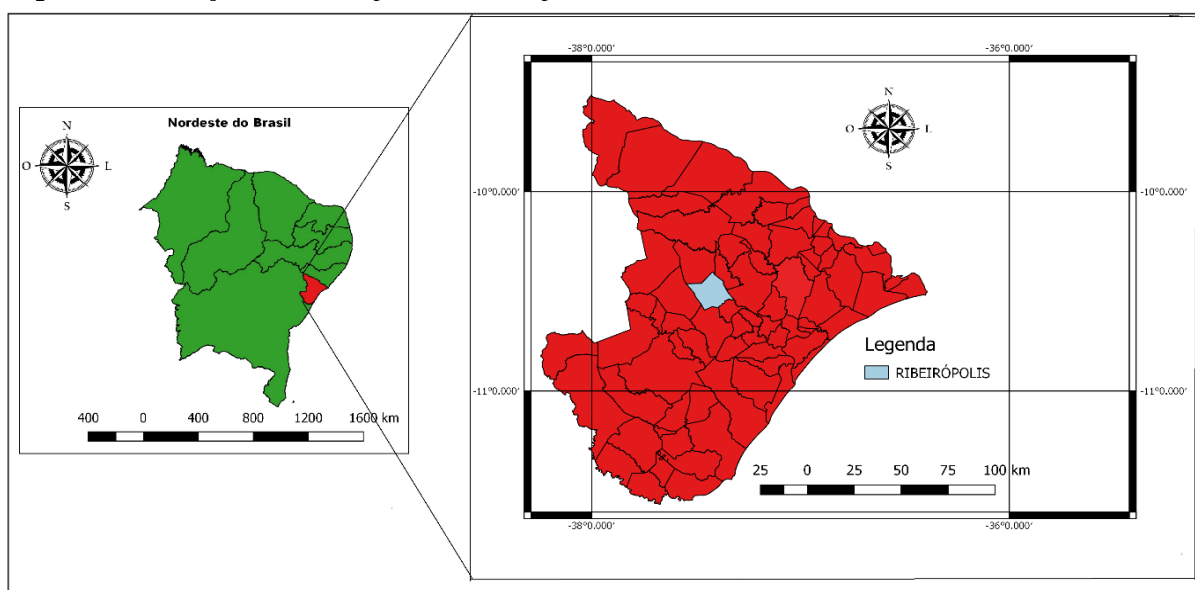 Nordeste do Brasil
N
O
L
S
400 0 400 800 1200 1600 km
-38°0.000′ -36°0.000′
N
O
L
S
-10°0.000′ -10°0.000′
Legenda
RIBEIRÓPOLIS
-11°0.000′ -11°0.000′
25 0 25 50 75 100 km
-38°0.000′ -36°0.000′